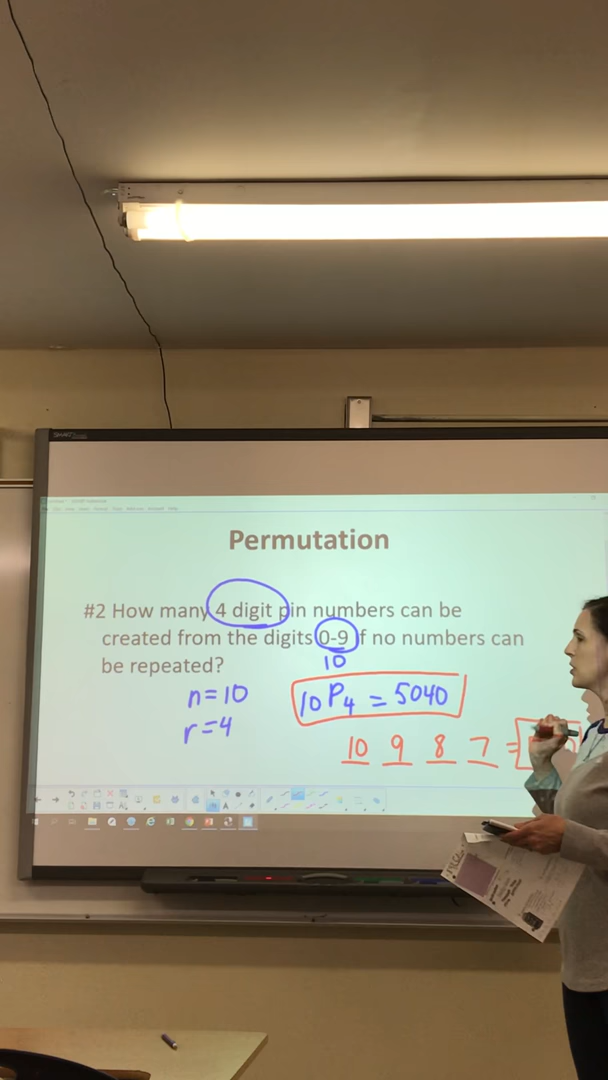 Permutation
#2 How many 4 digit pin numbers can be
created from the digits 0-9 if no numbers can
be repeated?
10
n=10
10P4 = 5040
r=4
10 9 8 7 =